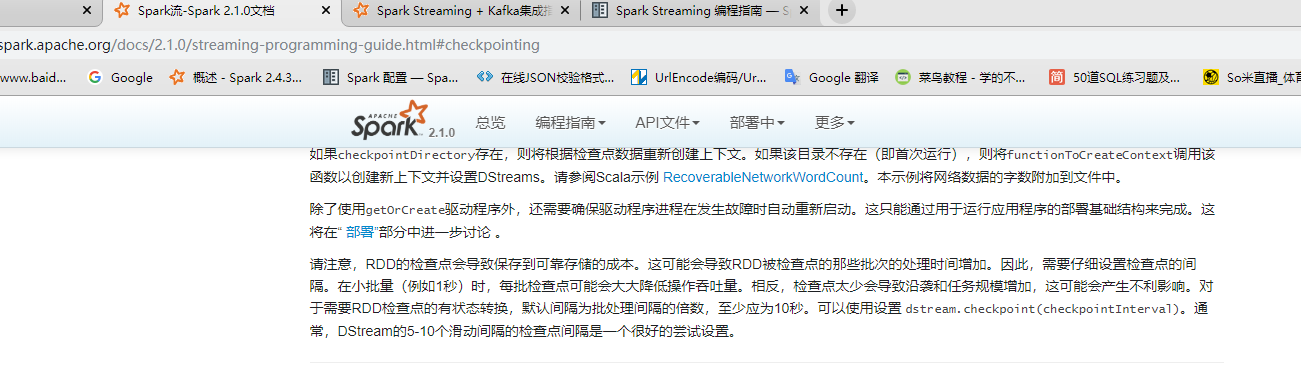 Spark流-Spark 2.1.0文档
Spark Streaming + Kafka集成指
Spark Streaming 编程指南 — S
spark.apache.org/docs/2.1.0/streaming-programming-guide.html#checkpointing
www.baid...
Google
概述 - Spark 2.4.3...
Spark 配置 — Spa...
在线JSON校验格式...
UrlEncode编码/Ur...
Google 翻译
菜鸟教程 - 学的不...
简
50道SQL练习题及...
So米直播_体育
APACHE
Spark 2.1.0
总览
编程指南
API文件
部署中
更多
如果checkpointDirectory存在，则将根据检查点数据重新创建上下文。如果该目录不存在（即首次运行），则将functionToCreateContext调用该
函数以创建新上下文并设置DStreams。请参阅Scala示例 RecoverableNetworkWordCount。本示例将网络数据的字数附加到文件中。
除了使用getOrCreate驱动程序外，还需要确保驱动程序进程在发生故障时自动重新启动。这只能通过用于运行应用程序的部署基础结构来完成。这
将在“ 部署”部分中进一步讨论 。
请注意，RDD的检查点会导致保存到可靠存储的成本。这可能会导致RDD被检查点的那些批次的处理时间增加。因此，需要仔细设置检查点的间
隔。在小批量（例如1秒）时，每批检查点可能会大大降低操作吞吐量。相反，检查点太少会导致沿袭和任务规模增加，这可能会产生不利影响。对
于需要RDD检查点的有状态转换，默认间隔为批处理间隔的倍数，至少应为10秒。可以使用设置 dstream.checkpoint(checkpointInterval)。通
常，DStream的5-10个滑动间隔的检查点间隔是一个很好的尝试设置。